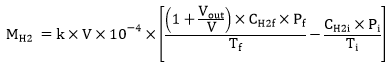 M_H2 = k × V × 10^−4 × [((1 + V_out/V) × C_H2f × P_f)/T_f − (C_H2i × P_i)/T_i]